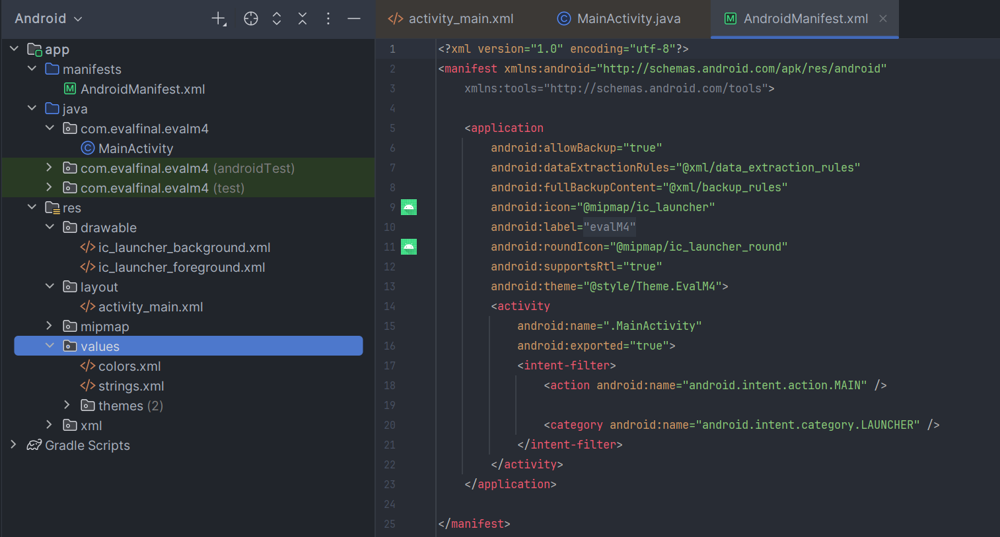 Android
app
manifests
AndroidManifest.xml
java
com.evalfinal.evalm4
MainActivity
com.evalfinal.evalm4 (androidTest)
com.evalfinal.evalm4 (test)
res
drawable
ic_launcher_background.xml
ic_launcher_foreground.xml
layout
activity_main.xml
mipmap
values
colors.xml
strings.xml
themes (2)
xml
Gradle Scripts
activity_main.xml MainActivity.java AndroidManifest.xml
1 <?xml version="1.0" encoding="utf-8"?>
2 <manifest xmlns:android="http://schemas.android.com/apk/res/android"
3 xmlns:tools="http://schemas.android.com/tools">
4
5 <application
6 android:allowBackup="true"
7 android:dataExtractionRules="@xml/data_extraction_rules"
8 android:fullBackupContent="@xml/backup_rules"
9 android:icon="@mipmap/ic_launcher"
10 android:label="evalM4"
11 android:roundIcon="@mipmap/ic_launcher_round"
12 android:supportsRtl="true"
13 android:theme="@style/Theme.EvalM4">
14 <activity
15 android:name=".MainActivity"
16 android:exported="true">
17 <intent-filter>
18 <action android:name="android.intent.action.MAIN" />
19
20 <category android:name="android.intent.category.LAUNCHER" />
21 </intent-filter>
22 </activity>
23 </application>
24
25 </manifest>